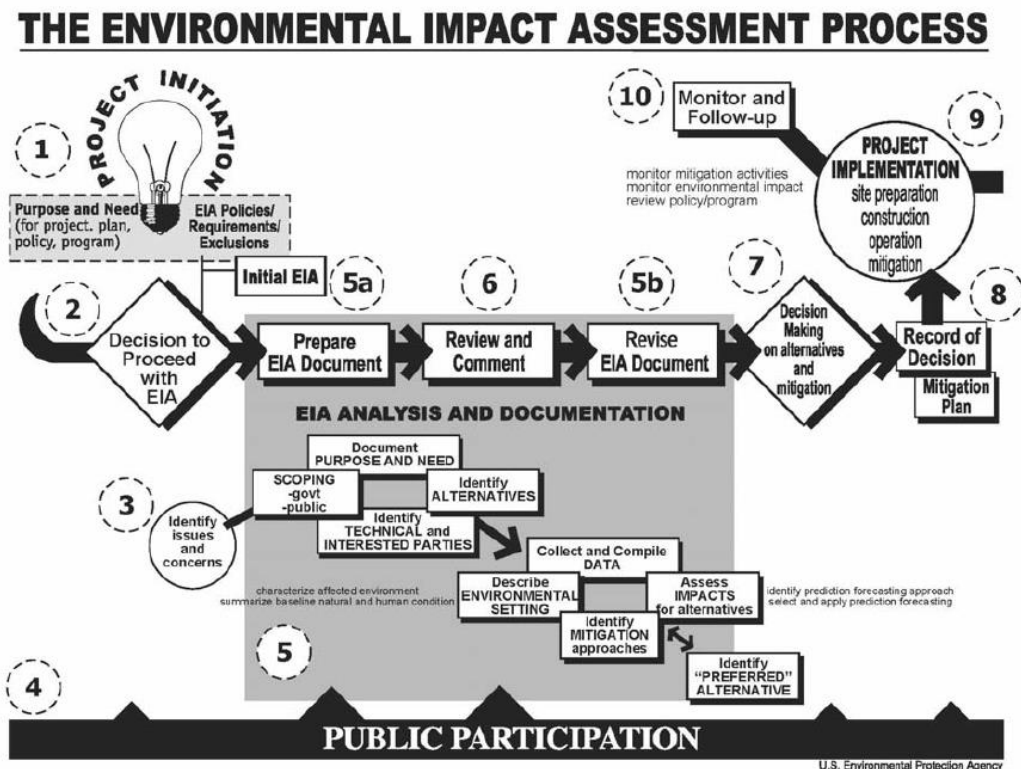 THE ENVIRONMENTAL IMPACT ASSESSMENT PROCESS
PROJECT INITIATION
1
Purpose and Need
(for project. plan,
policy, program)
EIA Policies/
Requirements/
Exclusions
Initial EIA
2
Decision to
Proceed
with
EIA
5a
Prepare
EIA Document
6
Review and
Comment
5b
Revise
EIA Document
7
Decision
Making
on alternatives
and
mitigation
8
Record of
Decision
Mitigation
Plan
9
PROJECT
IMPLEMENTATION
site preparation
construction
operation
mitigation
10
Monitor and
Follow-up
monitor mitigation activities
monitor environmental impact
review policy/program
EIA ANALYSIS AND DOCUMENTATION
3
Identify
issues
and
concerns
SCOPING
-govt
-public
Document
PURPOSE AND NEED
Identify
ALTERNATIVES
Identify
TECHNICAL and
INTERESTED PARTIES
Collect and Compile
DATA
characterize affected environment
summarize baseline natural and human condition
Describe
ENVIRONMENTAL
SETTING
Assess
IMPACTS
for alternatives
identify prediction forecasting approach
select and apply prediction forecasting
Identify
MITIGATION
approaches
Identify
"PREFERRED"
ALTERNATIVE
5
4
PUBLIC PARTICIPATION
U.S. Environmental Protection Agency